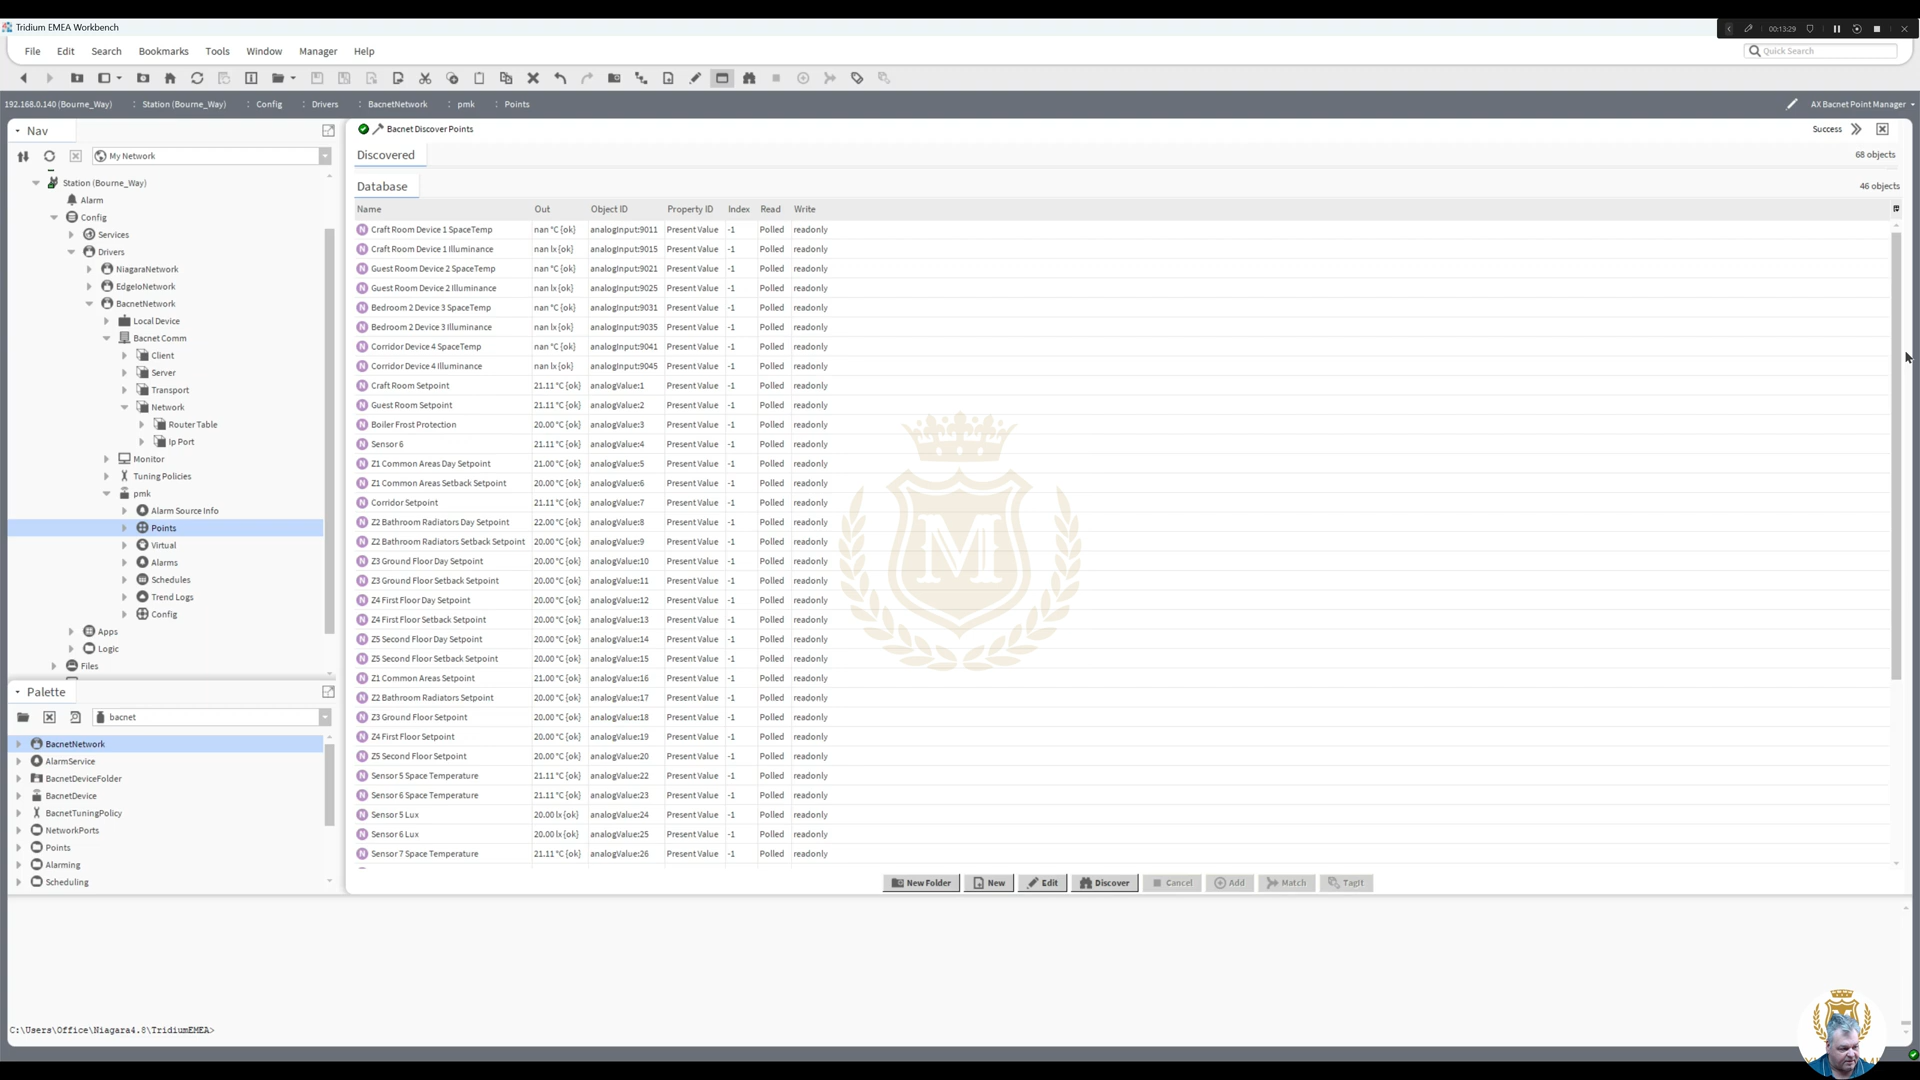 Tridium EMEA Workbench
00:13:29
File Edit Search Bookmarks Tools Window Manager Help
Quick Search
192.168.0.140 (Bourne_Way) : Station (Bourne_Way) : Config : Drivers : BacnetNetwork : pmk : Points
AX Bacnet Point Manager
Nav
My Network
Station (Bourne_Way)
Alarm
Config
Services
Drivers
NiagaraNetwork
EdgeIoNetwork
BacnetNetwork
Local Device
Bacnet Comm
Client
Server
Transport
Network
Router Table
Ip Port
Monitor
Tuning Policies
pmk
Alarm Source Info
Points
Virtual
Alarms
Schedules
Trend Logs
Config
Apps
Logic
Files
Palette
bacnet
BacnetNetwork
AlarmService
BacnetDeviceFolder
BacnetDevice
BacnetTuningPolicy
NetworkPorts
Points
Alarming
Scheduling
Bacnet Discover Points
Success
Discovered
68 objects
Database
46 objects
Name Out Object ID Property ID Index Read Write
N Craft Room Device 1 SpaceTemp nan °C {ok} analogInput:9011 Present Value -1 Polled readonly
N Craft Room Device 1 Illuminance nan lx {ok} analogInput:9015 Present Value -1 Polled readonly
N Guest Room Device 2 SpaceTemp nan °C {ok} analogInput:9021 Present Value -1 Polled readonly
N Guest Room Device 2 Illuminance nan lx {ok} analogInput:9025 Present Value -1 Polled readonly
N Bedroom 2 Device 3 SpaceTemp nan °C {ok} analogInput:9031 Present Value -1 Polled readonly
N Bedroom 2 Device 3 Illuminance nan lx {ok} analogInput:9035 Present Value -1 Polled readonly
N Corridor Device 4 SpaceTemp nan °C {ok} analogInput:9041 Present Value -1 Polled readonly
N Corridor Device 4 Illuminance nan lx {ok} analogInput:9045 Present Value -1 Polled readonly
N Craft Room Setpoint 21.11 °C {ok} analogValue:1 Present Value -1 Polled readonly
N Guest Room Setpoint 21.11 °C {ok} analogValue:2 Present Value -1 Polled readonly
N Boiler Frost Protection 20.00 °C {ok} analogValue:3 Present Value -1 Polled readonly
N Sensor 6 21.11 °C {ok} analogValue:4 Present Value -1 Polled readonly
N Z1 Common Areas Day Setpoint 21.00 °C {ok} analogValue:5 Present Value -1 Polled readonly
N Z1 Common Areas Setback Setpoint 20.00 °C {ok} analogValue:6 Present Value -1 Polled readonly
N Corridor Setpoint 21.11 °C {ok} analogValue:7 Present Value -1 Polled readonly
N Z2 Bathroom Radiators Day Setpoint 22.00 °C {ok} analogValue:8 Present Value -1 Polled readonly
N Z2 Bathroom Radiators Setback Setpoint 20.00 °C {ok} analogValue:9 Present Value -1 Polled readonly
N Z3 Ground Floor Day Setpoint 20.00 °C {ok} analogValue:10 Present Value -1 Polled readonly
N Z3 Ground Floor Setback Setpoint 20.00 °C {ok} analogValue:11 Present Value -1 Polled readonly
N Z4 First Floor Day Setpoint 20.00 °C {ok} analogValue:12 Present Value -1 Polled readonly
N Z4 First Floor Setback Setpoint 20.00 °C {ok} analogValue:13 Present Value -1 Polled readonly
N Z5 Second Floor Day Setpoint 20.00 °C {ok} analogValue:14 Present Value -1 Polled readonly
N Z5 Second Floor Setback Setpoint 20.00 °C {ok} analogValue:15 Present Value -1 Polled readonly
N Z1 Common Areas Setpoint 21.00 °C {ok} analogValue:16 Present Value -1 Polled readonly
N Z2 Bathroom Radiators Setpoint 20.00 °C {ok} analogValue:17 Present Value -1 Polled readonly
N Z3 Ground Floor Setpoint 20.00 °C {ok} analogValue:18 Present Value -1 Polled readonly
N Z4 First Floor Setpoint 20.00 °C {ok} analogValue:19 Present Value -1 Polled readonly
N Z5 Second Floor Setpoint 20.00 °C {ok} analogValue:20 Present Value -1 Polled readonly
N Sensor 5 Space Temperature 21.11 °C {ok} analogValue:22 Present Value -1 Polled readonly
N Sensor 6 Space Temperature 21.11 °C {ok} analogValue:23 Present Value -1 Polled readonly
N Sensor 5 Lux 20.00 lx {ok} analogValue:24 Present Value -1 Polled readonly
N Sensor 6 Lux 20.00 lx {ok} analogValue:25 Present Value -1 Polled readonly
N Sensor 7 Space Temperature 21.11 °C {ok} analogValue:26 Present Value -1 Polled readonly
M
New Folder New Edit Discover Cancel Add Match TagIt
C:\Users\Office\Niagara4.8\TridiumEMEA>